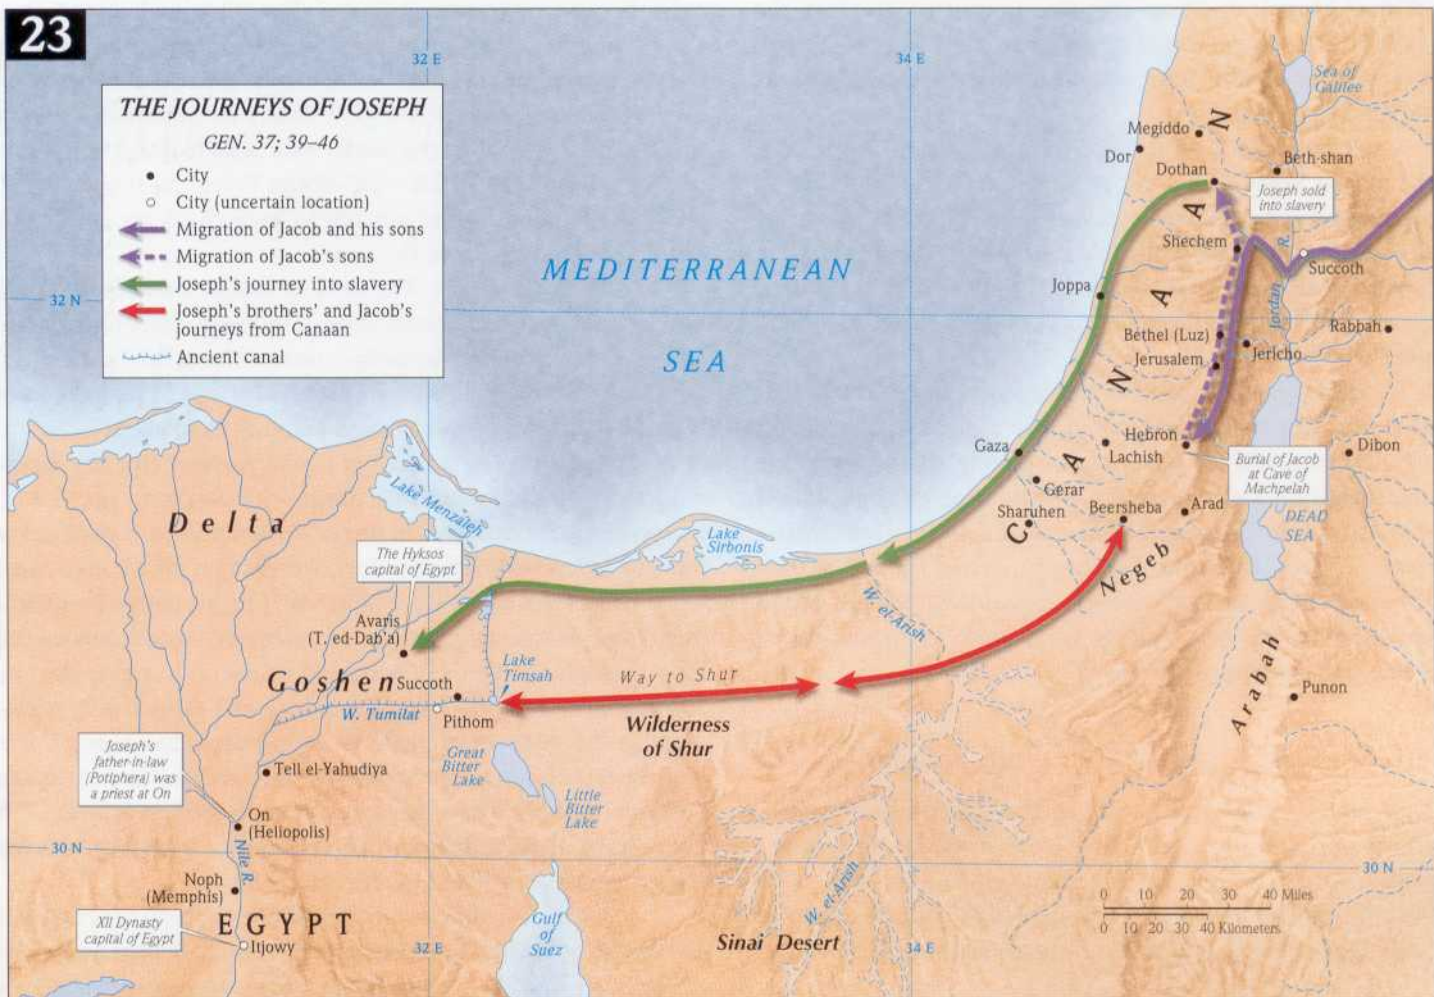 23
32 E
34 E
THE JOURNEYS OF JOSEPH
GEN. 37; 39–46
City
City (uncertain location)
Migration of Jacob and his sons
Migration of Jacob's sons
Joseph's journey into slavery
Joseph's brothers' and Jacob's
journeys from Canaan
Ancient canal
Sea of
Galilee
Megiddo
Dor
Dothan
Beth-shan
Joseph sold
into slavery
Shechem
Succoth
Jordan R.
MEDITERRANEAN
SEA
32 N
Joppa
Bethel (Luz)
Jerusalem
Jericho
Rabbah
CANAAN
Gaza
Hebron
Lachish
Dibon
Burial of Jacob
at Cave of
Machpelah
Gerar
Sharuhen
Beersheba
Arad
DEAD
SEA
Negeb
Arabah
Punon
Delta
Lake Menzaleh
Lake
Sirbonis
The Hyksos
capital of Egypt
Avaris
(T. ed-Dab'a)
W. el-Arish
Goshen
Succoth
Lake
Timsah
Way to Shur
W. Tumilat
Pithom
Wilderness
of Shur
Joseph's
father-in-law
(Potiphera) was
a priest at On
Tell el-Yahudiya
Great
Bitter
Lake
Little
Bitter
Lake
On
(Heliopolis)
30 N
30 N
Nile R.
Noph
(Memphis)
XII Dynasty
capital of Egypt
EGYPT
Itjowy
32 E
Gulf
of
Suez
Sinai Desert
W. el-Arish
34 E
0 10 20 30 40 Miles
0 10 20 30 40 Kilometers